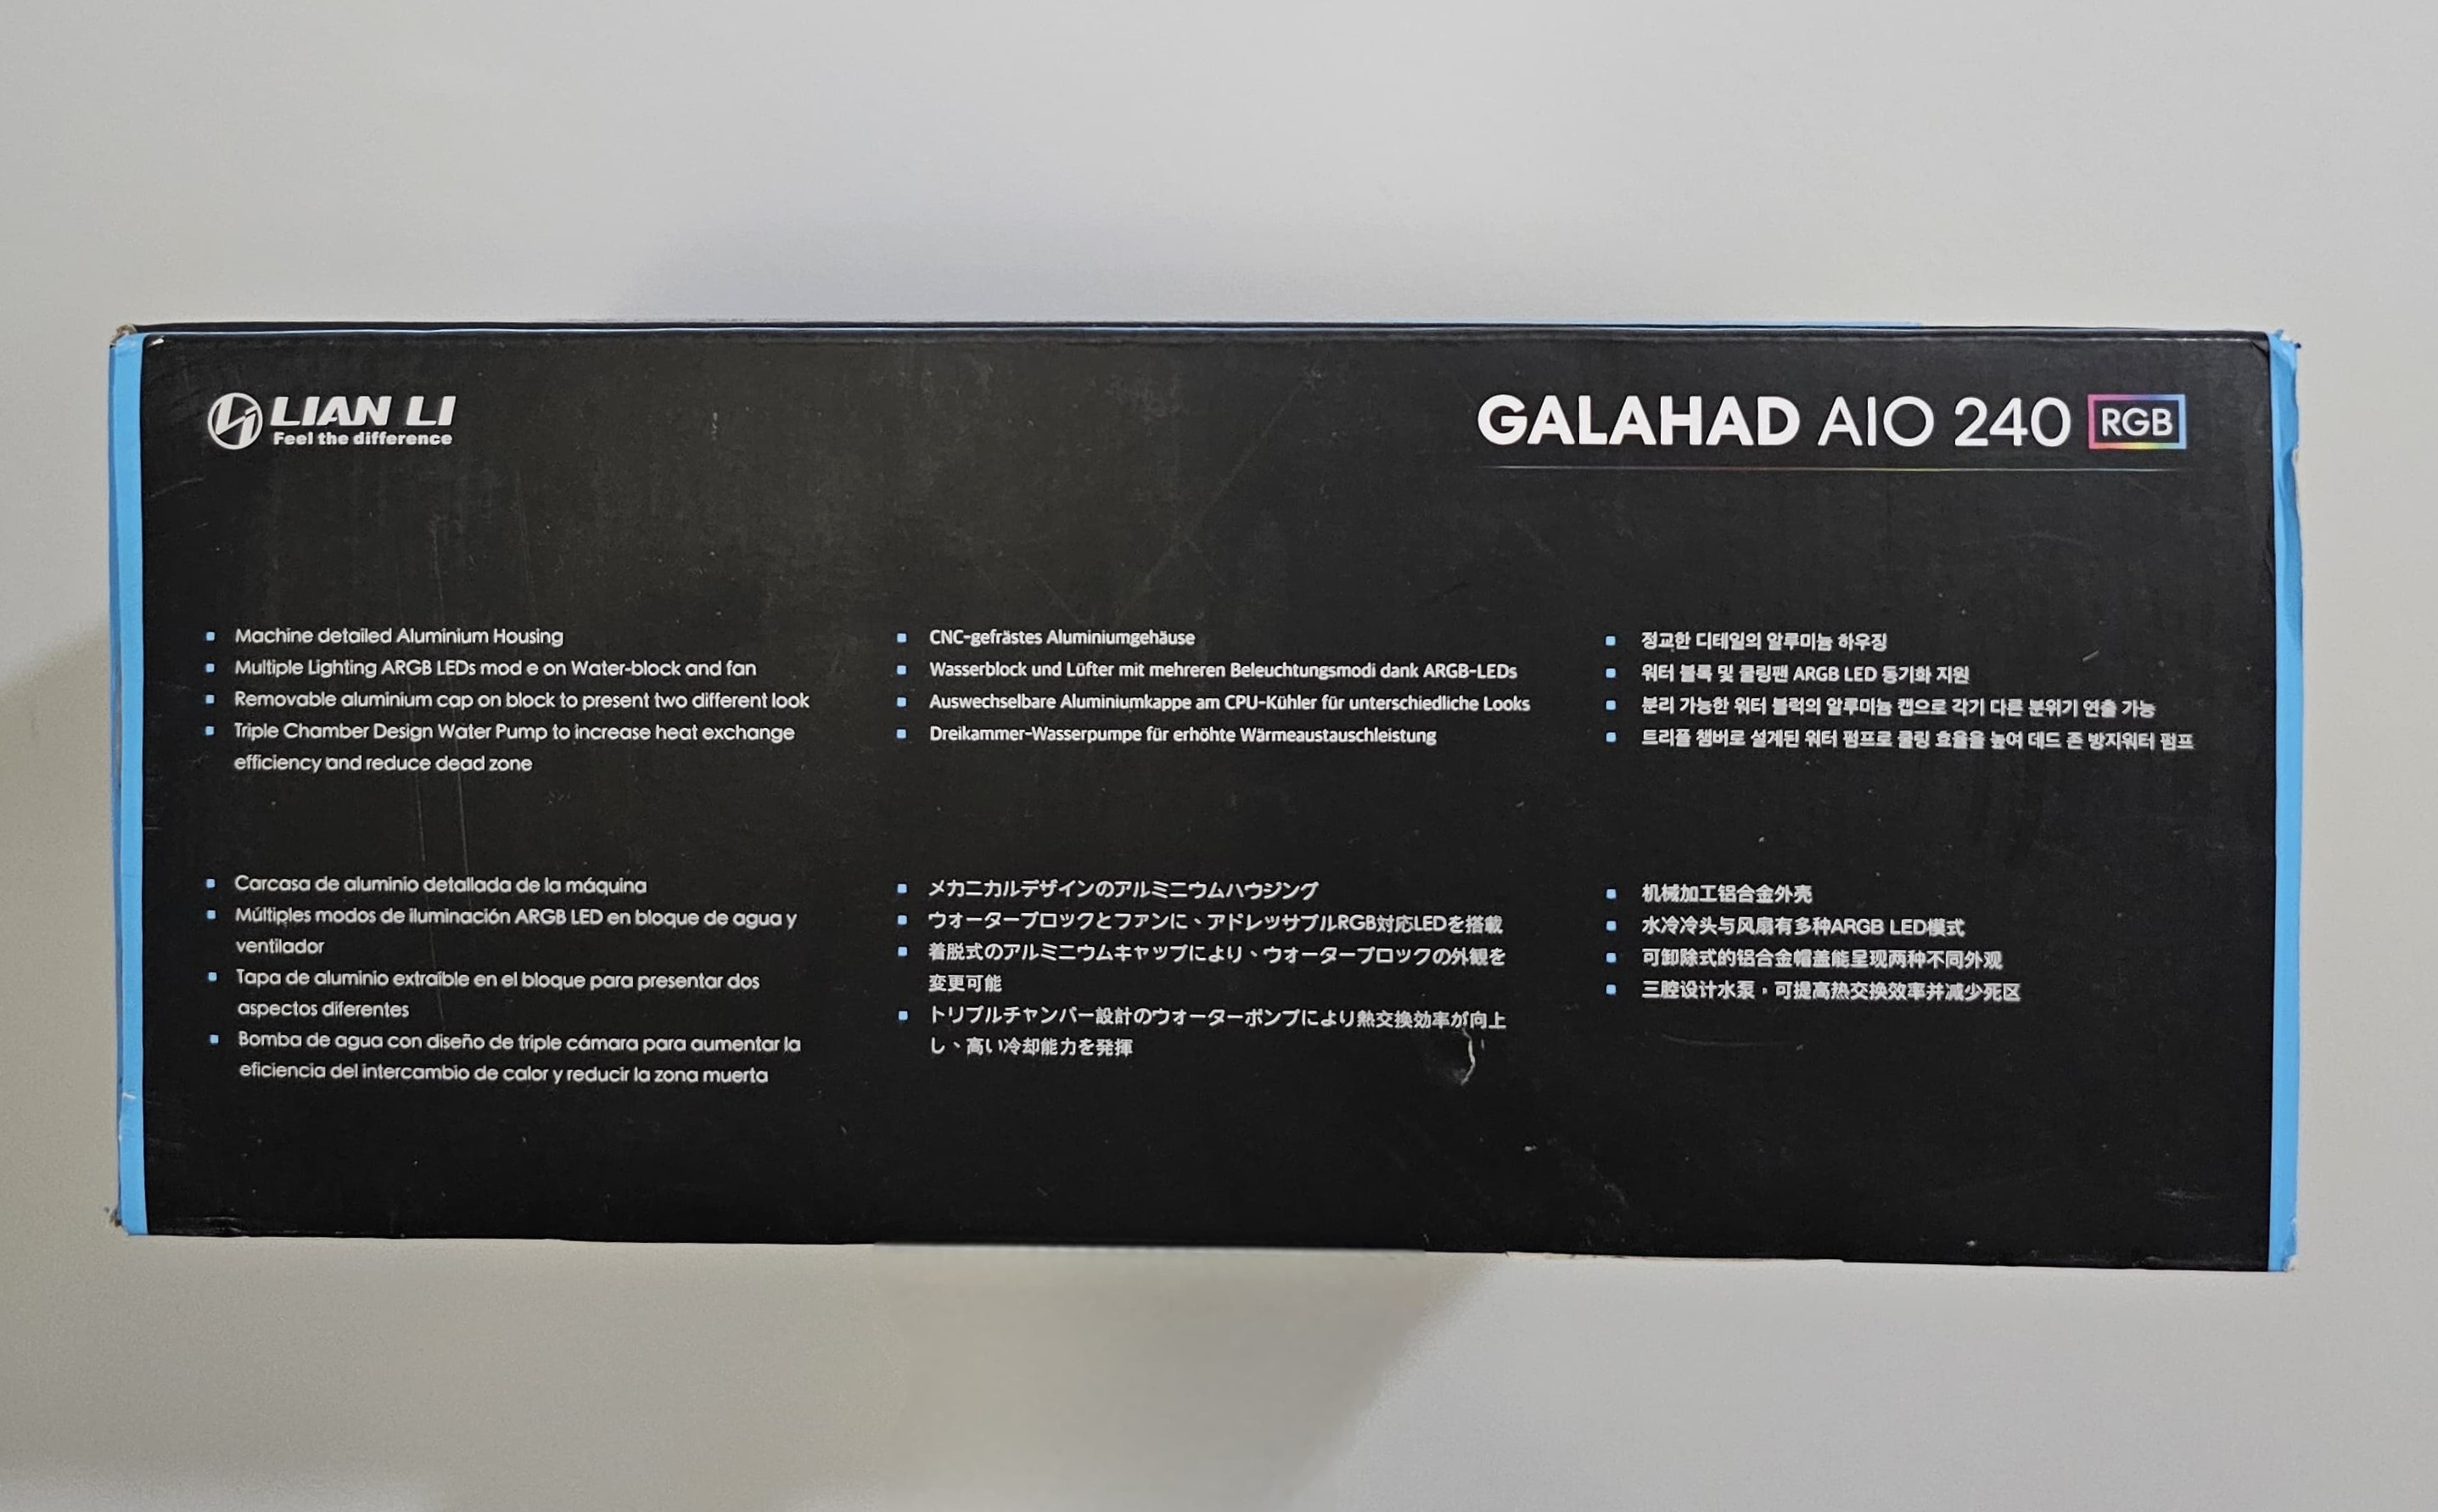 LIAN LI
Feel the difference
GALAHAD AIO 240 RGB
Machine detailed Aluminium Housing
Multiple Lighting ARGB LEDs mod e on Water-block and fan
Removable aluminium cap on block to present two different look
Triple Chamber Design Water Pump to increase heat exchange
efficiency and reduce dead zone
CNC-gefrästes Aluminiumgehäuse
Wasserblock und Lüfter mit mehreren Beleuchtungsmodi dank ARGB-LEDs
Auswechselbare Aluminiumkappe am CPU-Kühler für unterschiedliche Looks
Dreikammer-Wasserpumpe für erhöhte Wärmeaustauschleistung
정교한 디테일의 알루미늄 하우징
워터 블록 및 쿨링팬 ARGB LED 동기화 지원
분리 가능한 워터 블럭의 알루미늄 캡으로 각기 다른 분위기 연출 가능
트리플 챔버로 설계된 워터 펌프로 쿨링 효율을 높여 데드 존 방지워터 펌프
Carcasa de aluminio detallada de la máquina
Múltiples modos de iluminación ARGB LED en bloque de agua y
ventilador
Tapa de aluminio extraíble en el bloque para presentar dos
aspectos diferentes
Bomba de agua con diseño de triple cámara para aumentar la
eficiencia del intercambio de calor y reducir la zona muerta
メカニカルデザインのアルミニウムハウジング
ウオーターブロックとファンに、アドレッサブルRGB対応LEDを搭載
着脱式のアルミニウムキャップにより、ウオーターブロックの外観を
変更可能
トリプルチャンバー設計のウオーターポンプにより熱交換効率が向上
し、高い冷却能力を発揮
机械加工铝合金外壳
水冷冷头与风扇有多种ARGB LED模式
可卸除式的铝合金帽盖能呈现两种不同外观
三腔设计水泵，可提高热交换效率并减少死区